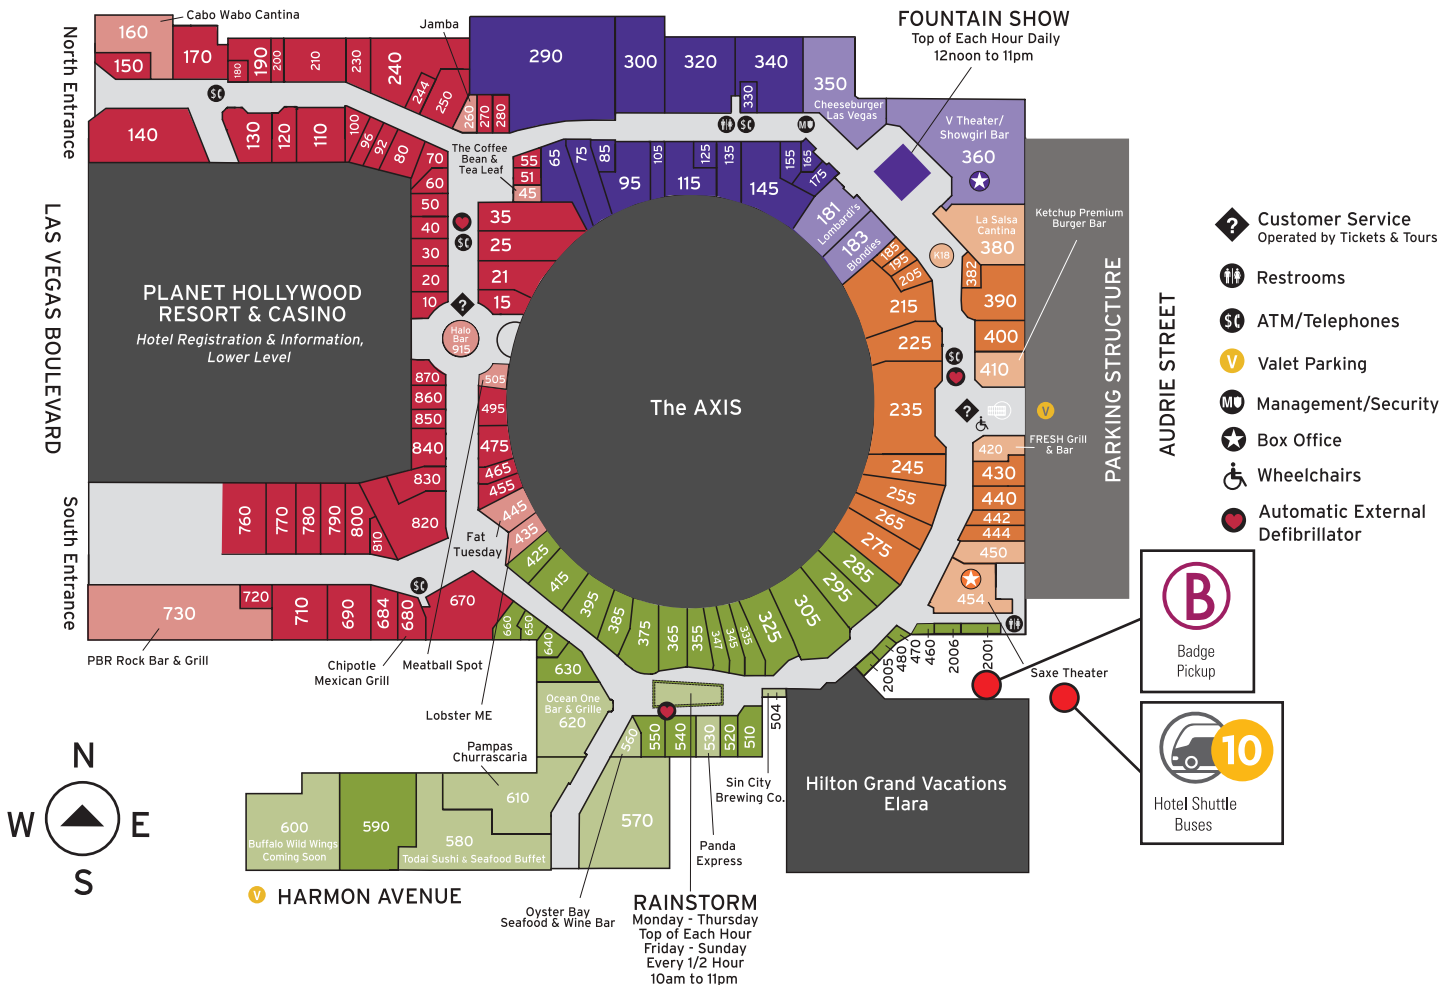 Cabo Wabo Cantina
Jamba
North Entrance
160
150
170
180
190
200
210
230
240
244
250
260
270
280
290
300
320
330
340
350
Cheeseburger
Las Vegas
FOUNTAIN SHOW
Top of Each Hour Daily
12noon to 11pm
V Theater/
Showgirl Bar
360
140
130
120
110
100
96
92
80
70
60
50
40
30
20
10
The Coffee
Bean &
Tea Leaf
55
51
45
35
25
21
15
65
75
85
95
105
115
125
135
145
155
165
175
181
Lombardi's
183
Blondies
185
195
205
215
225
235
245
255
265
275
K18
La Salsa
Cantina
380
382
390
400
410
Ketchup Premium
Burger Bar
420
FRESH Grill
& Bar
430
440
442
444
450
454
LAS VEGAS BOULEVARD
PLANET HOLLYWOOD
RESORT & CASINO
Hotel Registration & Information,
Lower Level
Halo
Bar
915
The AXIS
PARKING STRUCTURE
AUDRIE STREET
?
Customer Service
Operated by Tickets & Tours
Restrooms
$
ATM/Telephones
V
Valet Parking
M
Management/Security
Box Office
Wheelchairs
Automatic External
Defibrillator
870
860
850
840
830
820
810
800
790
780
770
760
505
495
475
465
455
445
435
425
415
395
385
375
365
355
347
345
335
325
305
295
285
Fat
Tuesday
South Entrance
730
720
710
690
684
680
670
660
650
640
630
PBR Rock Bar & Grill
Chipotle
Mexican Grill
Meatball Spot
Lobster ME
Ocean One
Bar & Grille
620
Pampas
Churrascaria
610
600
Buffalo Wild Wings
Coming Soon
590
580
Todai Sushi & Seafood Buffet
570
560
550
540
530
520
510
504
2005
480
470
460
2006
2001
Saxe Theater
B
Badge
Pickup
10
Hotel Shuttle
Buses
Hilton Grand Vacations
Elara
Sin City
Brewing Co.
Panda
Express
Oyster Bay
Seafood & Wine Bar
RAINSTORM
Monday - Thursday
Top of Each Hour
Friday - Sunday
Every 1/2 Hour
10am to 11pm
V
HARMON AVENUE
N
W
E
S